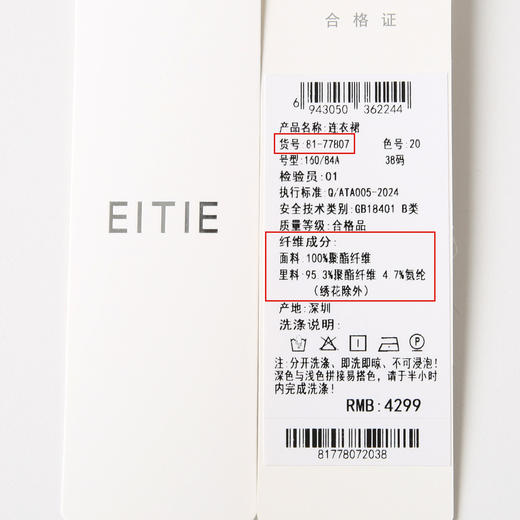 EITIE
合格证
6 943050 362244
产品名称:连衣裙
货号:81-77807 色号:20
号型:160/84A 38码
检验员:01
执行标准:Q/ATA005-2024
安全技术类别:GB18401 B类
质量等级:合格品
纤维成分:
面料:100%聚酯纤维
里料:95.3%聚酯纤维 4.7%氨纶
(绣花除外)
产地:深圳
洗涤说明:
注:分开洗涤、即洗即晾、不可浸泡!
深色与浅色拼接易搭色,请于半小时
内完成洗涤!
RMB:4299
81778072038